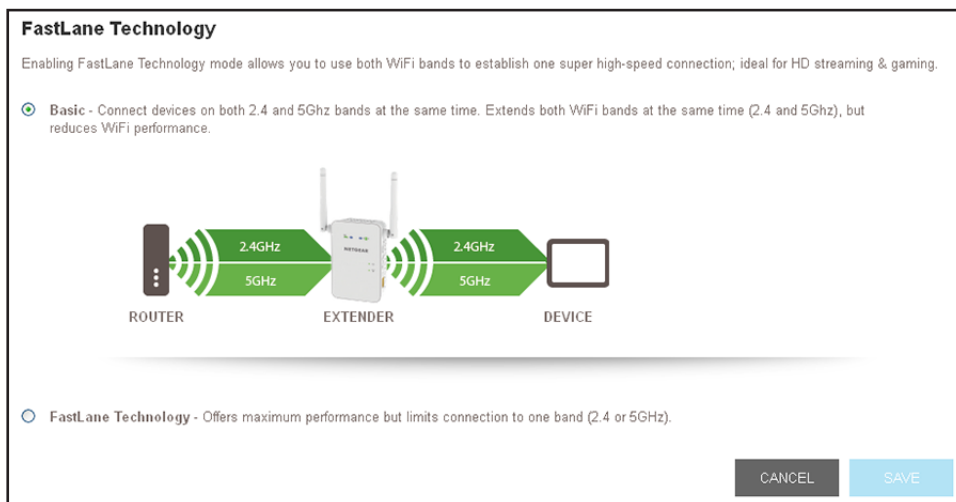 FastLane Technology
Enabling FastLane Technology mode allows you to use both WiFi bands to establish one super high-speed connection; ideal for HD streaming & gaming.
Basic - Connect devices on both 2.4 and 5Ghz bands at the same time. Extends both WiFi bands at the same time (2.4 and 5Ghz), but
reduces WiFi performance.
2.4GHz
2.4GHz
NETGEAR
5GHz
5GHz
ROUTER
EXTENDER
DEVICE
FastLane Technology - Offers maximum performance but limits connection to one band (2.4 or 5GHz).
CANCEL
SAVE